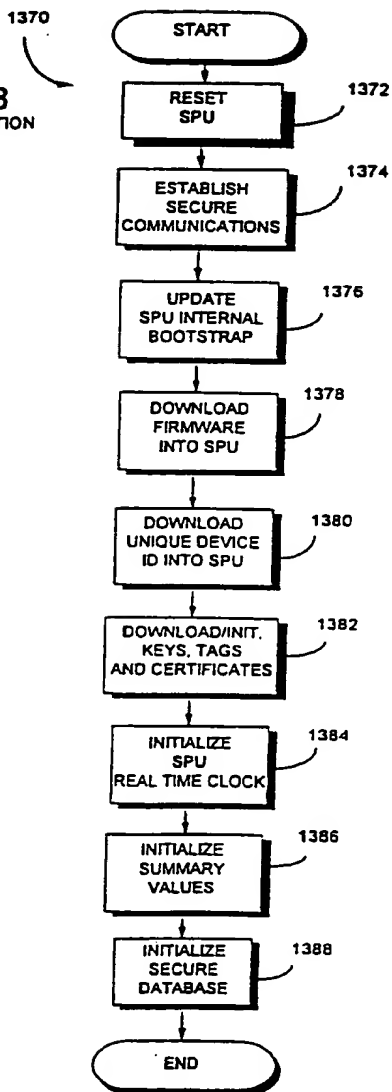 1370
START
8
TION
RESET
SPU
1372
ESTABLISH
SECURE
COMMUNICATIONS
1374
UPDATE
SPU INTERNAL
BOOTSTRAP
1376
DOWNLOAD
FIRMWARE
INTO SPU
1378
DOWNLOAD
UNIQUE DEVICE
ID INTO SPU
1380
DOWNLOAD/INIT.
KEYS, TAGS
AND CERTIFICATES
1382
INITIALIZE
SPU
REAL TIME CLOCK
1384
INITIALIZE
SUMMARY
VALUES
1386
INITIALIZE
SECURE
DATABASE
1388
END